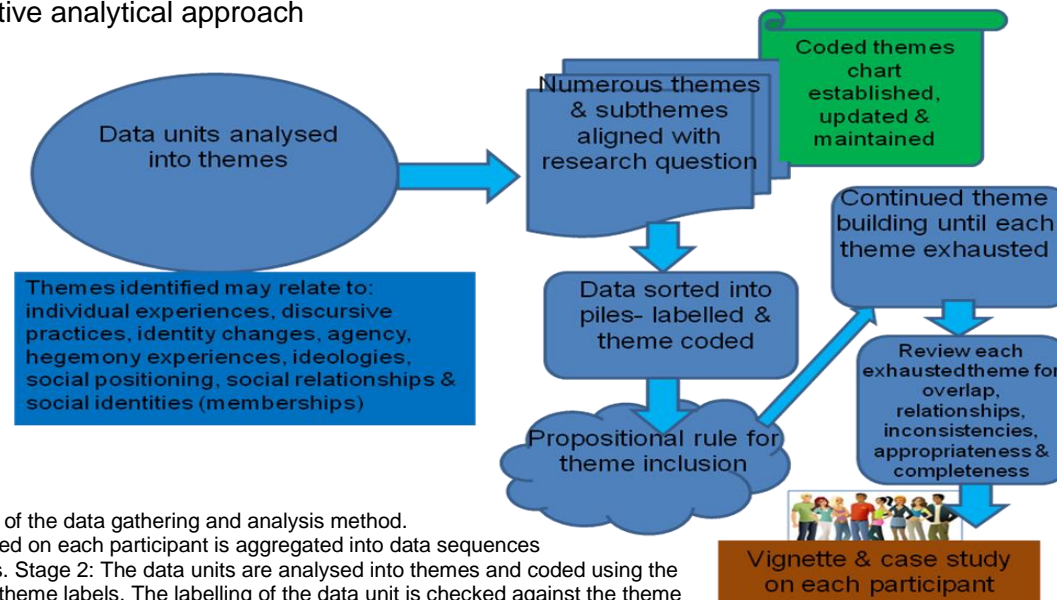 tive analytical approach
Data units analysed
into themes
Themes identified may relate to:
individual experiences, discursive
practices, identity changes, agency,
hegemony experiences, ideologies,
social positioning, social relationships &
social identities (memberships)
Numerous themes
& subthemes
aligned with
research question
Coded themes
chart
established,
updated &
maintained
Data sorted into
piles- labelled &
theme coded
Propositional rule for
theme inclusion
Continued theme
building until each
theme exhausted
Review each
exhaustedtheme for
overlap,
relationships,
inconsistencies,
appropriateness &
completeness
Vignette & case study
on each participant
of the data gathering and analysis method.
ed on each participant is aggregated into data sequences
s. Stage 2: The data units are analysed into themes and coded using the
theme labels. The labelling of the data unit is checked against the theme